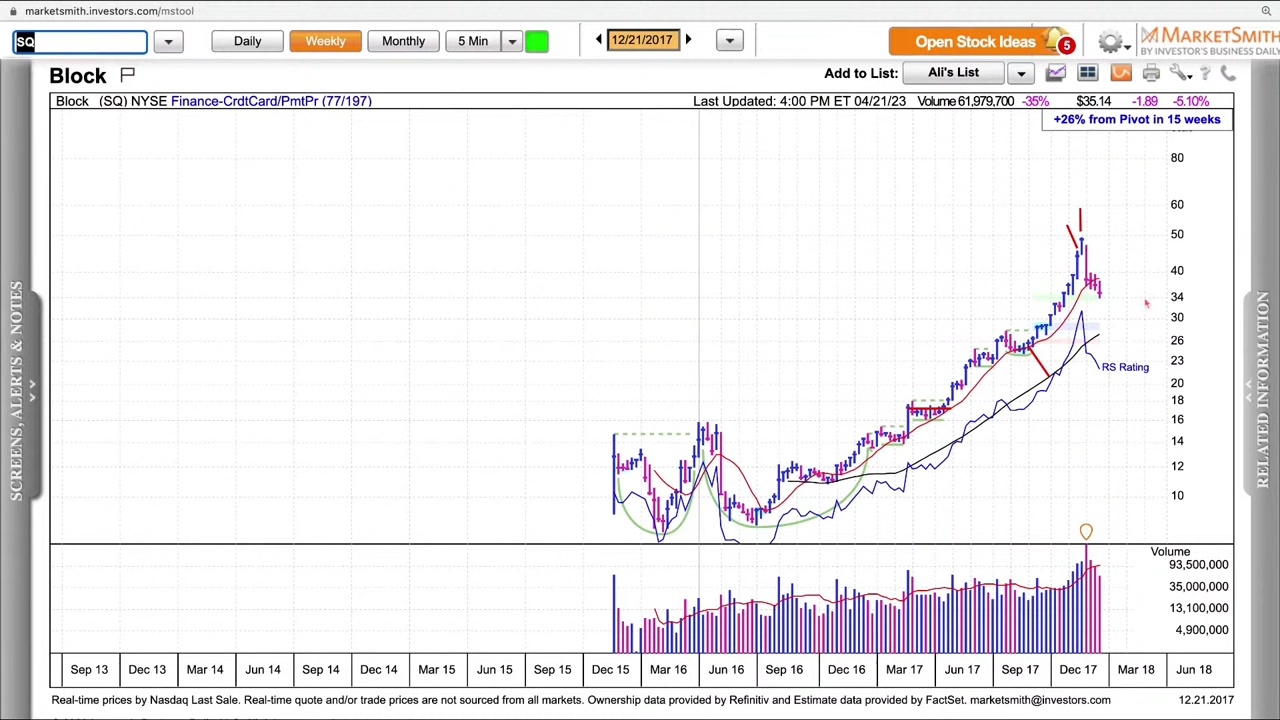 marketsmith.investors.com/mstool
SQ Daily Weekly Monthly 5 Min 12/21/2017 Open Stock Ideas 5 MARKETSMITH
BY INVESTOR'S BUSINESS DAILY
Block Add to List: Ali's List
Block (SQ) NYSE Finance-CrdtCard/PmtPr (77/197) Last Updated: 4:00 PM ET 04/21/23 Volume 61,979,700 -35% $35.14 -1.89 -5.10%
+26% from Pivot in 15 weeks
80
60
50
40
34
30
26
23
20
18
16
14
12
10
RS Rating
SCREENS, ALERTS & NOTES
RELATED INFORMATION
Volume
93,500,000
35,000,000
13,100,000
4,900,000
Sep 13 Dec 13 Mar 14 Jun 14 Sep 14 Dec 14 Mar 15 Jun 15 Sep 15 Dec 15 Mar 16 Jun 16 Sep 16 Dec 16 Mar 17 Jun 17 Sep 17 Dec 17 Mar 18 Jun 18
Real-time prices by Nasdaq Last Sale. Real-time quote and/or trade prices are not sourced from all markets. Ownership data provided by Refinitiv and Estimate data provided by FactSet. marketsmith@investors.com 12.21.2017